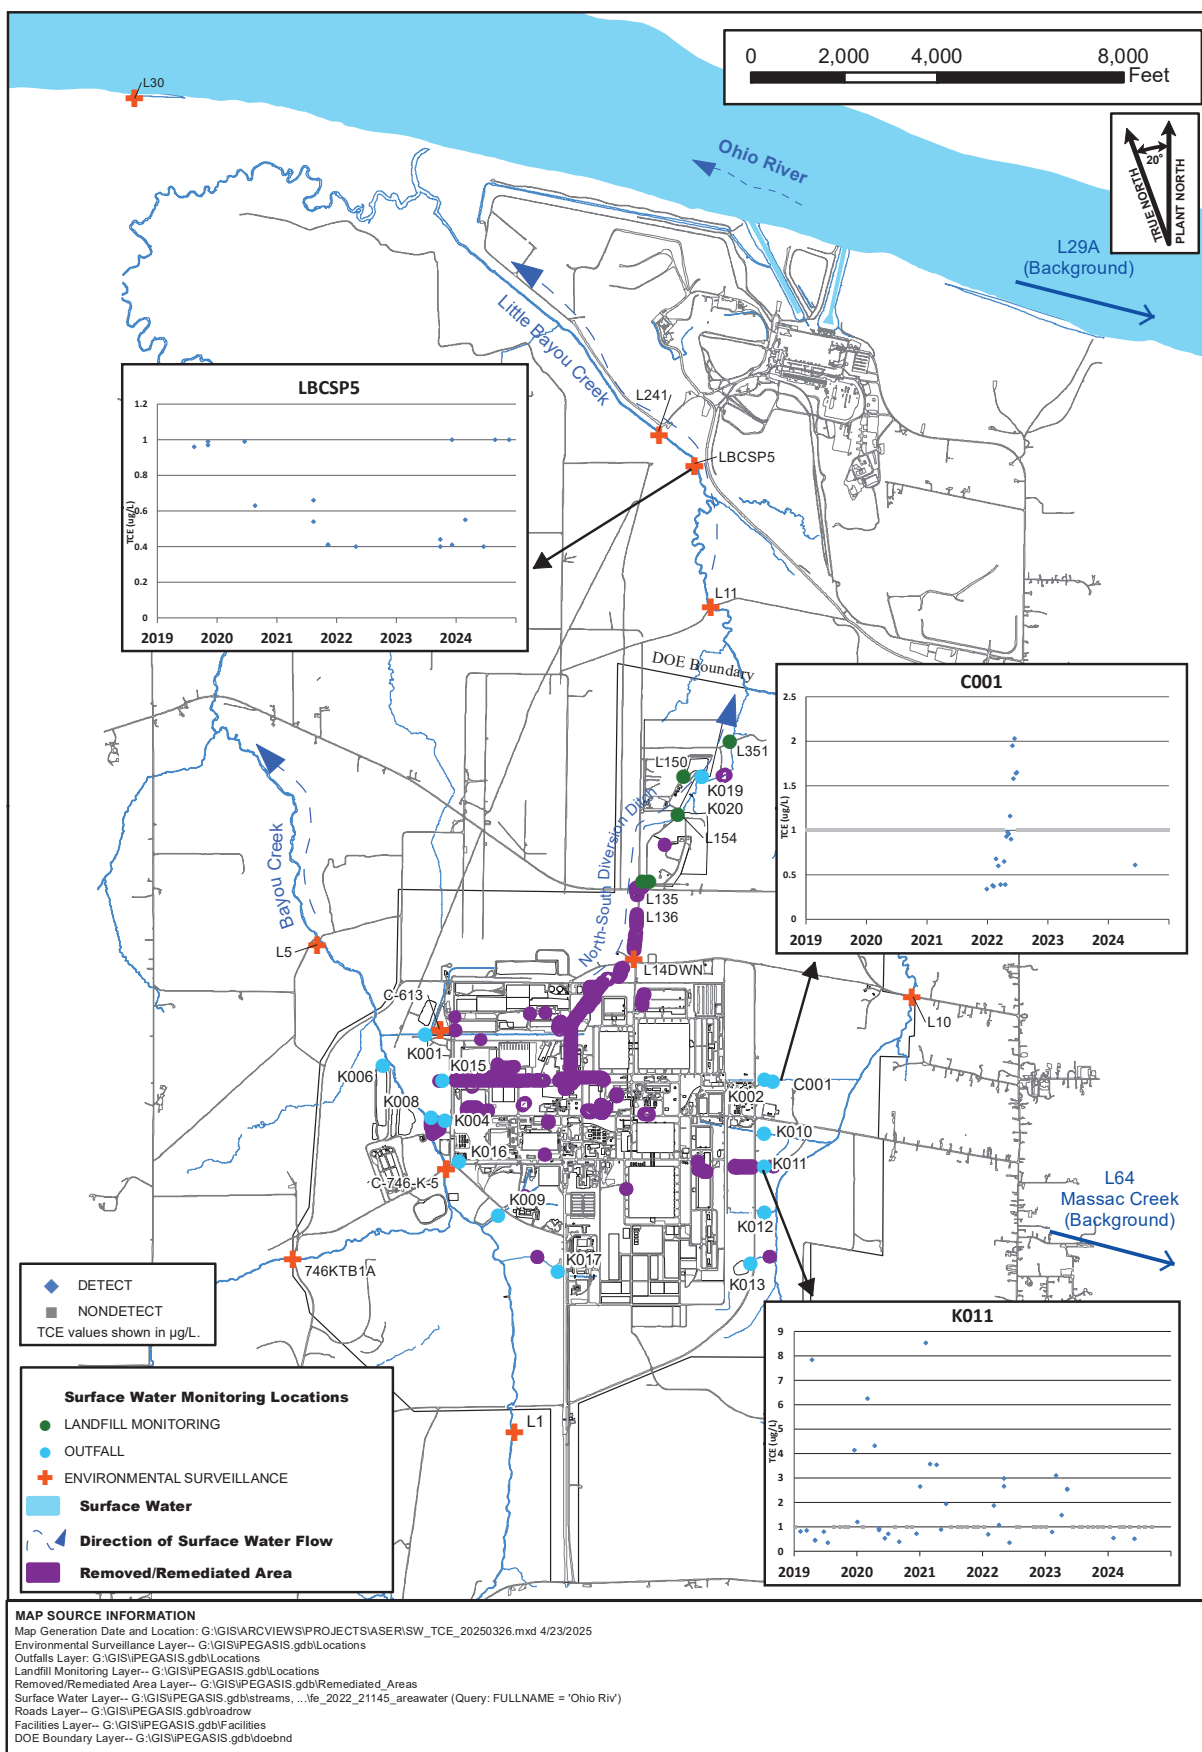 0 2,000 4,000 8,000
Feet
L30
Ohio River
20°
TRUE NORTH
PLANT NORTH
L29A
(Background)
Little Bayou Creek
L241
LBCSP5
LBCSP5
1.2
1
0.8
0.6
0.4
0.2
0
TCE (ug/L)
2019 2020 2021 2022 2023 2024
L11
DOE Boundary
C001
2.5
2
1.5
1
0.5
0
TCE (ug/L)
2019 2020 2021 2022 2023 2024
L351
L150
K019
K020
L154
North-South Diversion Ditch
L135
L136
Bayou Creek
L5
L14DWN
C-613
L10
K001
K006
K015
C001
K002
K008
K004
K010
K016
K011
C-746-K-5
K009
K012
L64
Massac Creek
(Background)
746KTB1A
K017
K013
DETECT
NONDETECT
TCE values shown in µg/L.
K011
9
8
7
6
5
4
3
2
1
0
TCE (ug/L)
2019 2020 2021 2022 2023 2024
L1
Surface Water Monitoring Locations
LANDFILL MONITORING
OUTFALL
ENVIRONMENTAL SURVEILLANCE
Surface Water
Direction of Surface Water Flow
Removed/Remediated Area
MAP SOURCE INFORMATION
Map Generation Date and Location: G:\GIS\ARCVIEWS\PROJECTS\ASER\SW_TCE_20250326.mxd 4/23/2025
Environmental Surveillance Layer-- G:\GIS\iPEGASIS.gdb\Locations
Outfalls Layer: G:\GIS\iPEGASIS.gdb\Locations
Landfill Monitoring Layer-- G:\GIS\iPEGASIS.gdb\Locations
Removed/Remediated Area Layer-- G:\GIS\iPEGASIS.gdb\Remediated_Areas
Surface Water Layer-- G:\GIS\iPEGASIS.gdb\streams, ...\fe_2022_21145_areawater (Query: FULLNAME = 'Ohio Riv')
Roads Layer-- G:\GIS\iPEGASIS.gdb\roadrow
Facilities Layer-- G:\GIS\iPEGASIS.gdb\Facilities
DOE Boundary Layer-- G:\GIS\iPEGASIS.gdb\doebnd